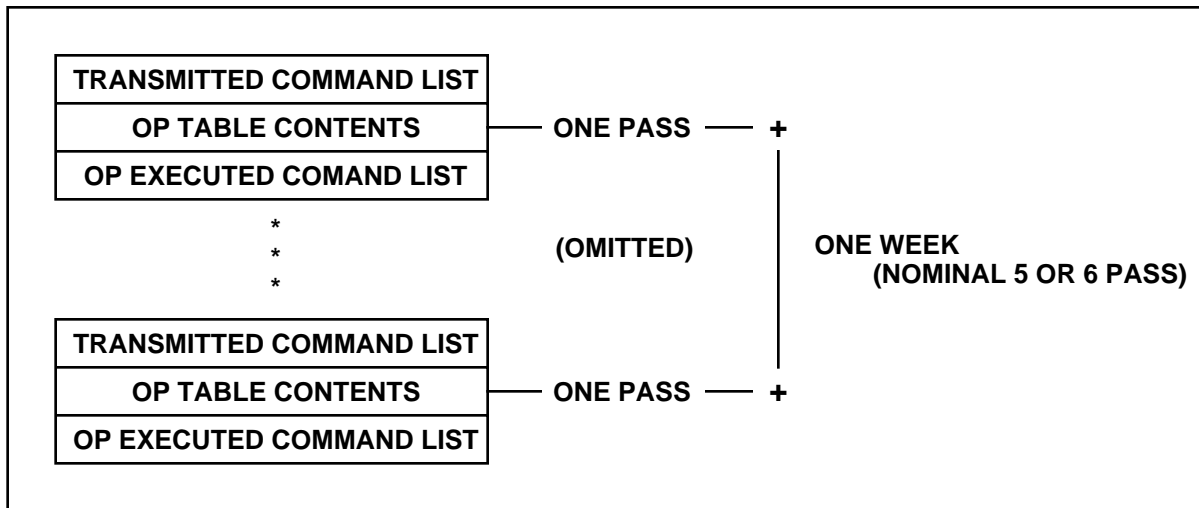 TRANSMITTED COMMAND LIST
OP TABLE CONTENTS
ONE PASS
+
OP EXECUTED COMAND LIST
*
*
*
(OMITTED)
ONE WEEK
(NOMINAL 5 OR 6 PASS)
TRANSMITTED COMMAND LIST
OP TABLE CONTENTS
ONE PASS
+
OP EXECUTED COMMAND LIST